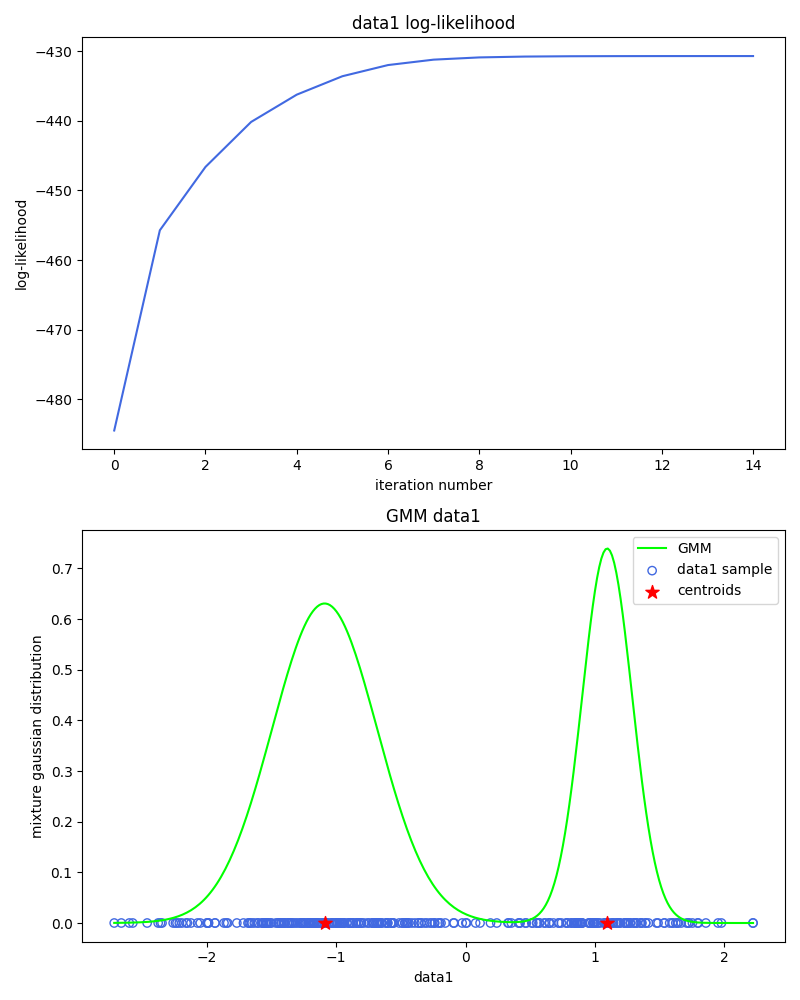 data1 log-likelihood
−430
−440
−450
−460
−470
−480
log-likelihood
0 2 4 6 8 10 12 14
iteration number
GMM data1
GMM
data1 sample
centroids
0.7
0.6
0.5
0.4
0.3
0.2
0.1
0.0
mixture gaussian distribution
−2 −1 0 1 2
data1